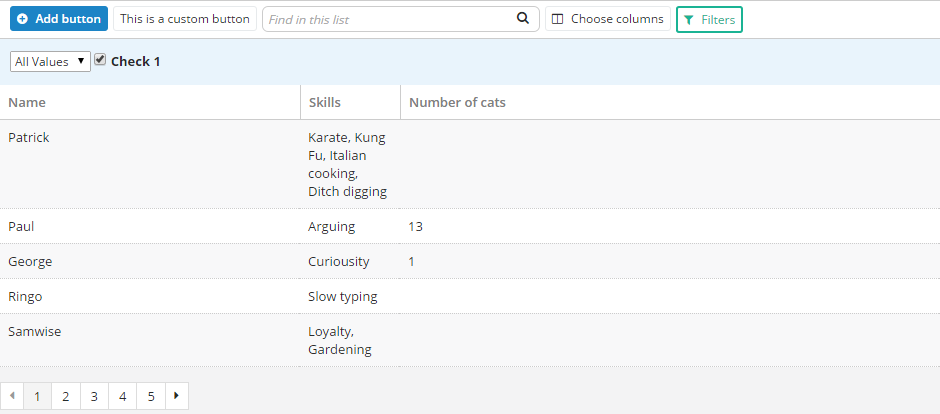 Add button This is a custom button Find in this list Choose columns Filters
All Values Check 1
Name Skills Number of cats
Patrick Karate, Kung
Fu, Italian
cooking,
Ditch digging
Paul Arguing 13
George Curiousity 1
Ringo Slow typing
Samwise Loyalty,
Gardening
1 2 3 4 5